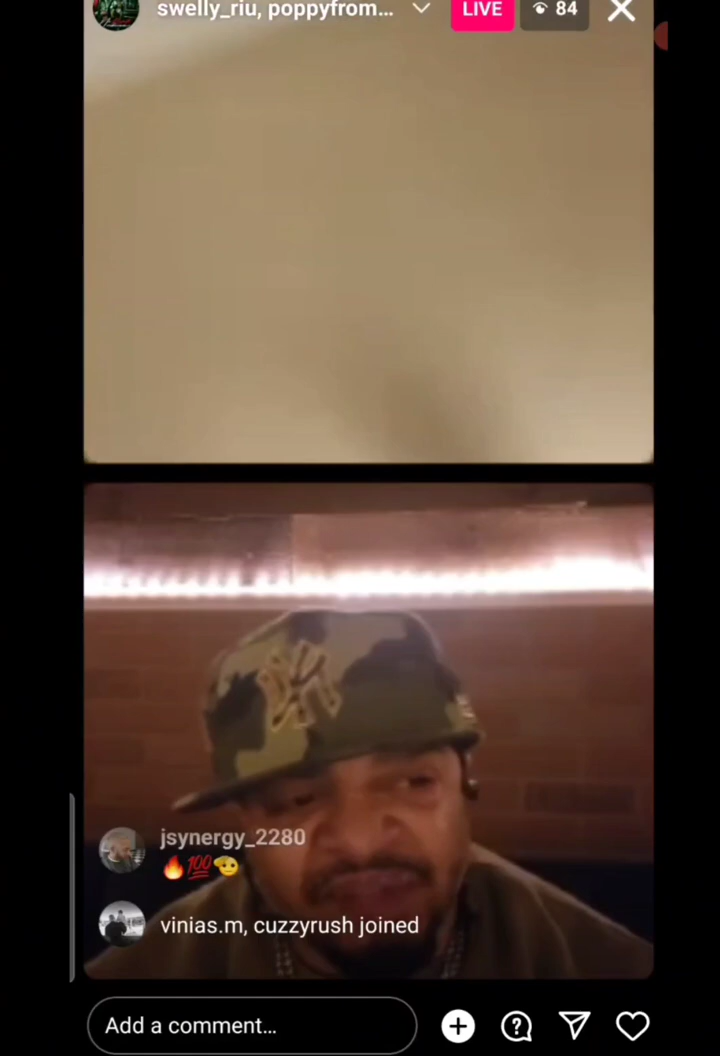 swelly_riu, poppyfrom...
LIVE
84
jsynergy_2280
🔥💯🫡
vinias.m, cuzzyrush joined
Add a comment...